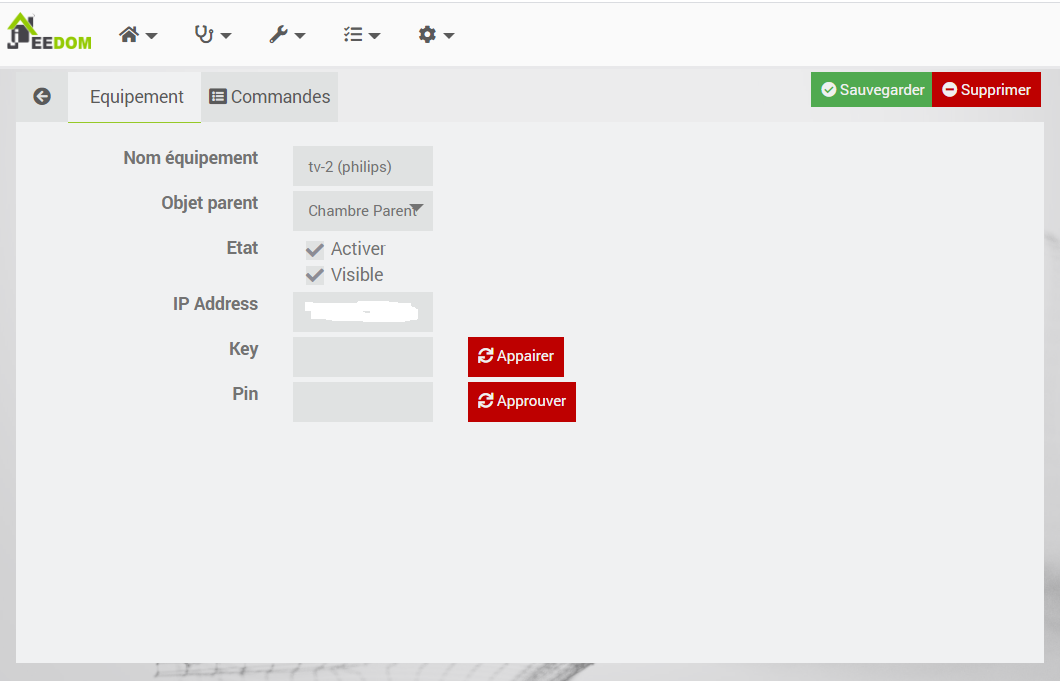 JEEDOM
Equipement
Commandes
Sauvegarder
Supprimer
Nom équipement
tv-2 (philips)
Objet parent
Chambre Parent
Etat
Activer
Visible
IP Address
Key
Appairer
Pin
Approuver